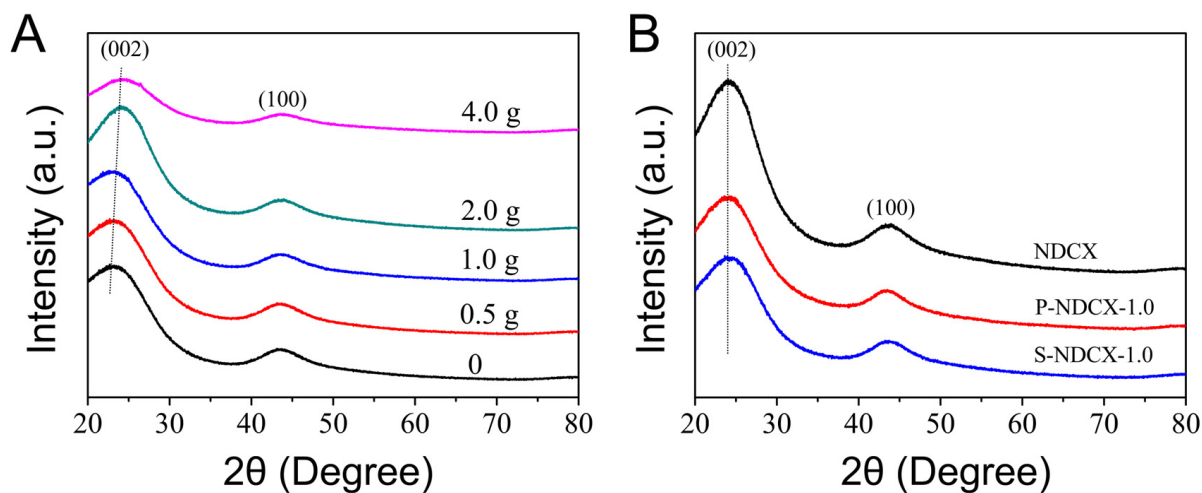 A
(002)
(100)
4.0 g
2.0 g
1.0 g
0.5 g
0
Intensity (a.u.)
20 30 40 50 60 70 80
2θ (Degree)
B
(002)
(100)
NDCX
P-NDCX-1.0
S-NDCX-1.0
Intensity (a.u.)
20 30 40 50 60 70 80
2θ (Degree)